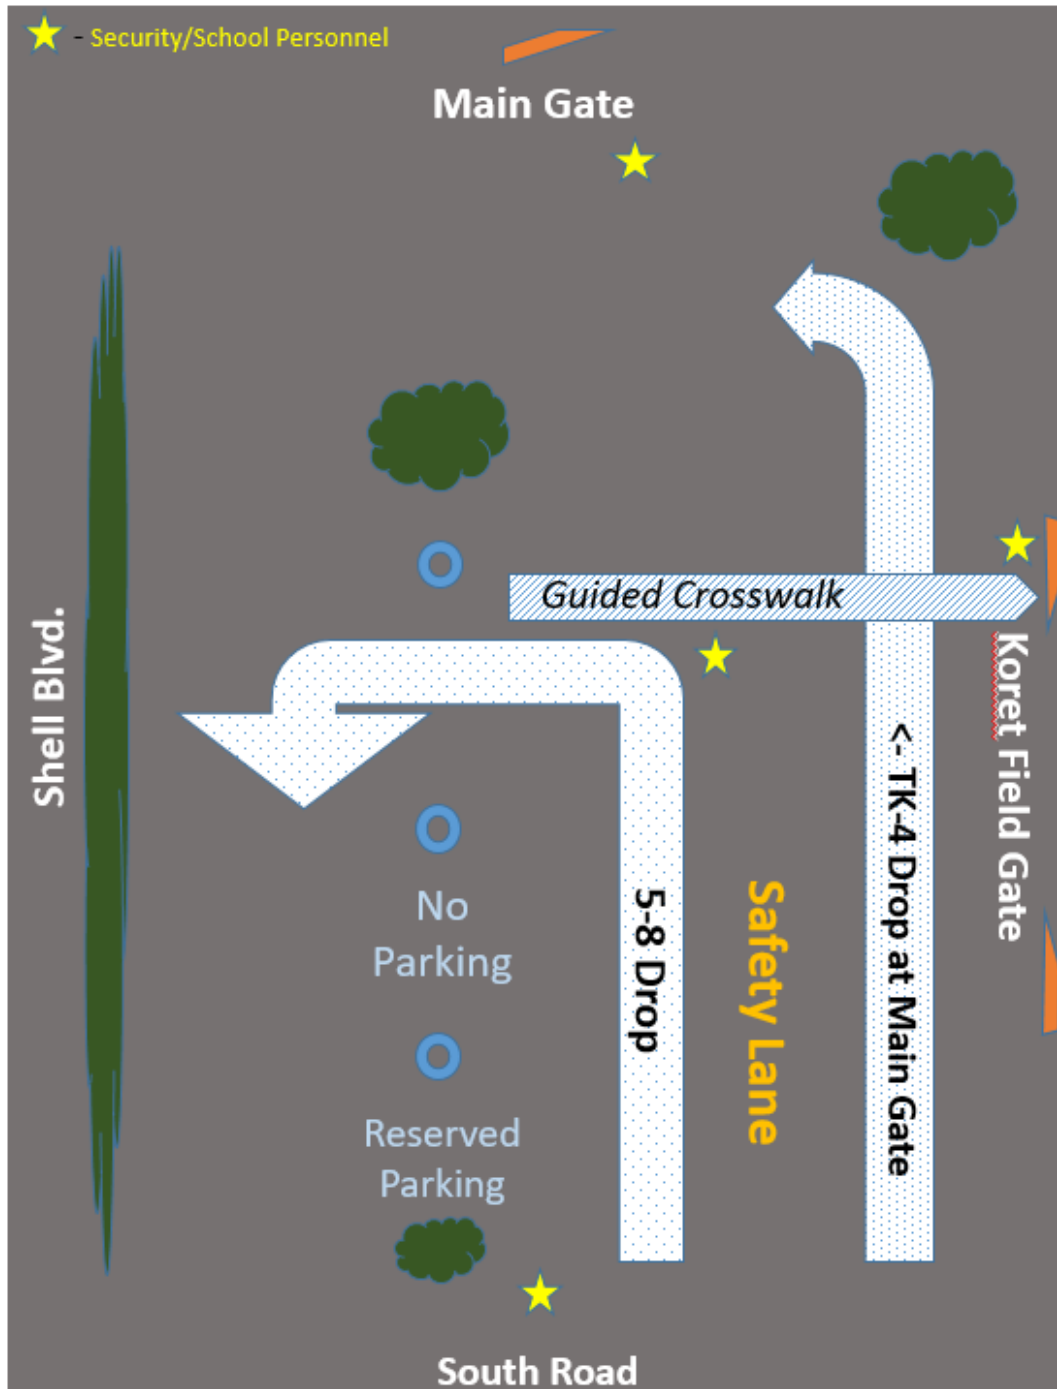 - Security/School Personnel
Main Gate
Guided Crosswalk
Shell Blvd.
Koret Field Gate
<- TK-4 Drop at Main Gate
Safety Lane
5-8 Drop
No
Parking
Reserved
Parking
South Road